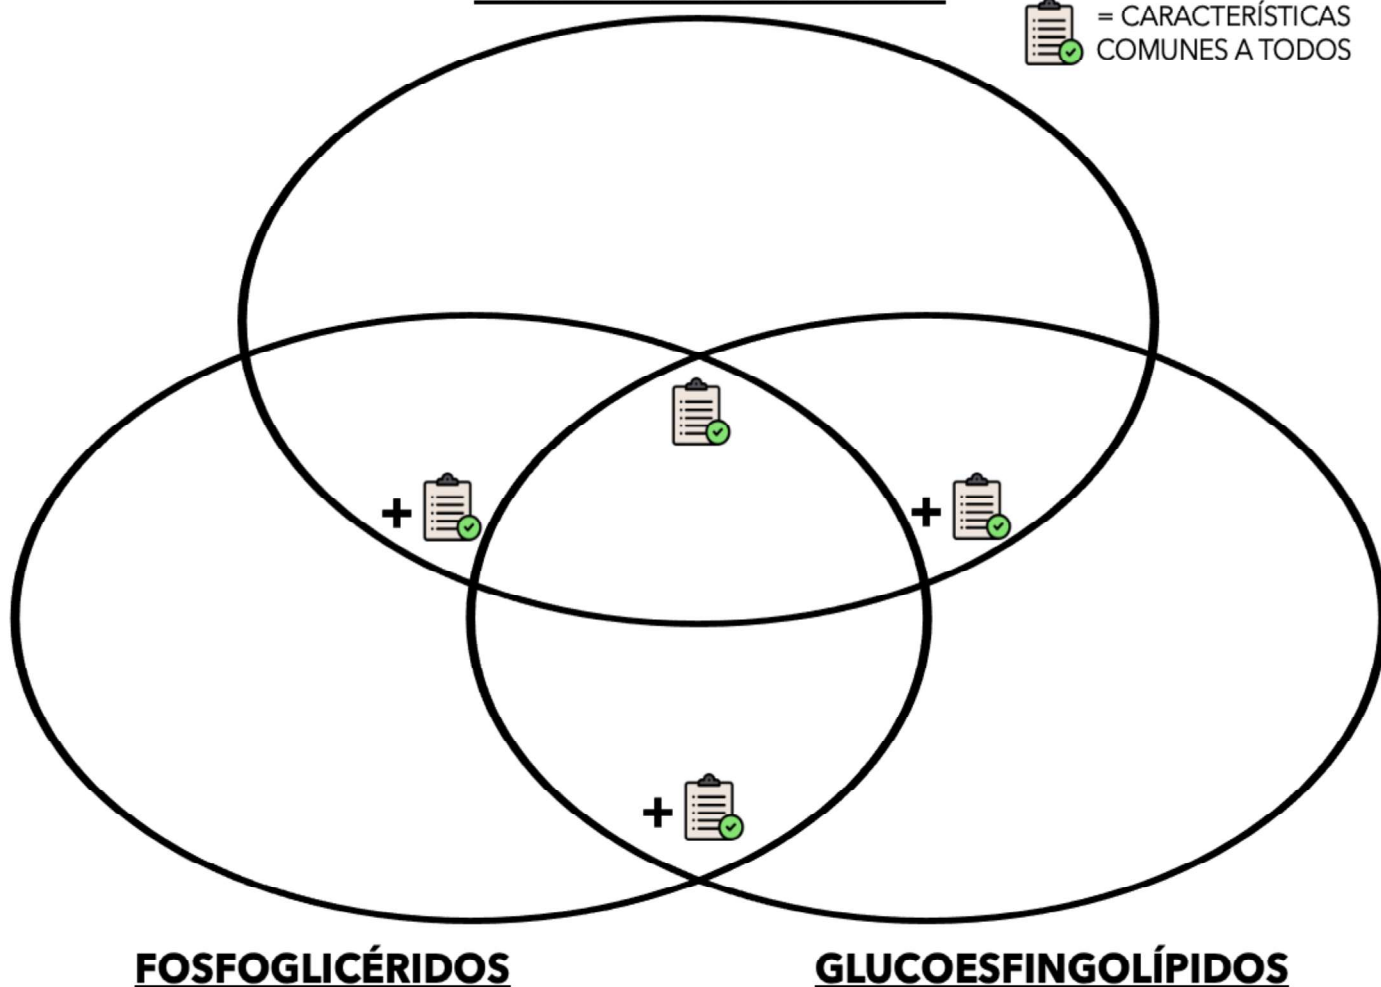 = CARACTERÍSTICAS
COMUNES A TODOS
+
+
+
FOSFOGLICÉRIDOS
GLUCOESFINGOLÍPIDOS